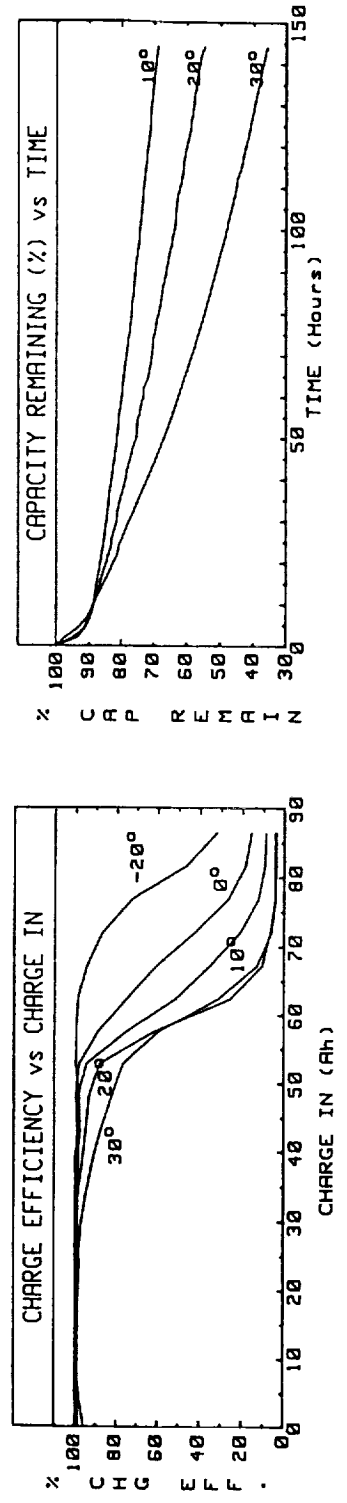 CHARGE EFFICIENCY vs CHARGE IN
% CHG EFF.
100
80
60
40
20
0
0 10 20 30 40 50 60 70 80 90
CHARGE IN (Ah)
-20°
0°
10°
20°
30°
CAPACITY REMAINING (%) vs TIME
% CAP REMAIN
100
90
80
70
60
50
40
30
0 50 100 150
TIME (Hours)
10°
20°
30°